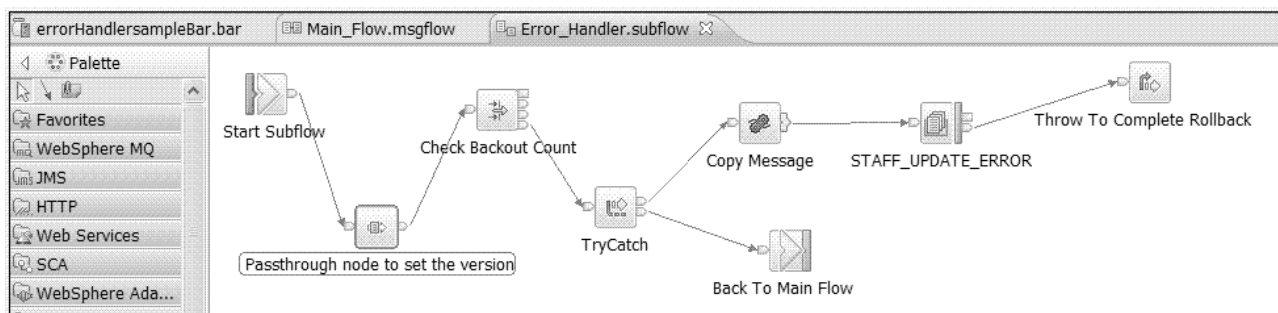 errorHandlersampleBar.bar
Main_Flow.msgflow
Error_Handler.subflow
Palette
Favorites
WebSphere MQ
JMS
HTTP
Web Services
SCA
WebSphere Ada...
Start Subflow
Passthrough node to set the version
Check Backout Count
TryCatch
Copy Message
Back To Main Flow
STAFF_UPDATE_ERROR
Throw To Complete Rollback